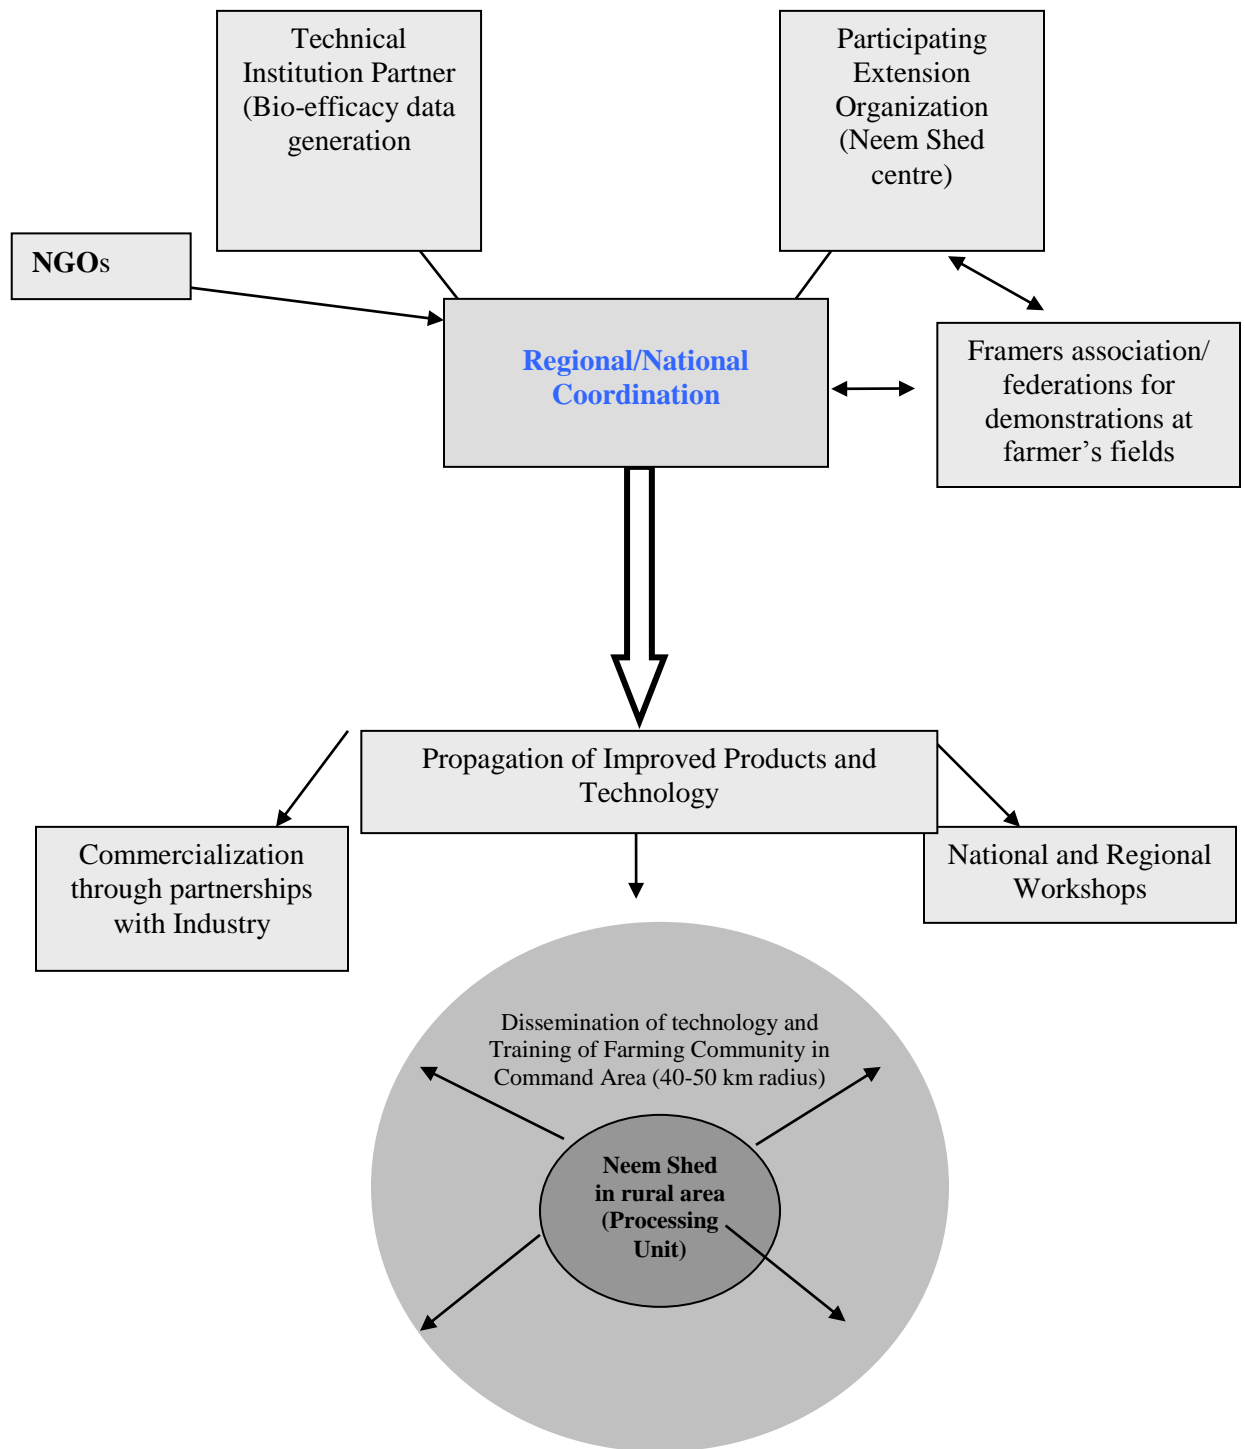 Technical
Institution Partner
(Bio-efficacy data
generation
Participating
Extension
Organization
(Neem Shed
centre)
NGOs
Regional/National
Coordination
Framers association/
federations for
demonstrations at
farmer’s fields
Propagation of Improved Products and
Technology
Commercialization
through partnerships
with Industry
National and Regional
Workshops
Dissemination of technology and
Training of Farming Community in
Command Area (40-50 km radius)
Neem Shed
in rural area
(Processing
Unit)